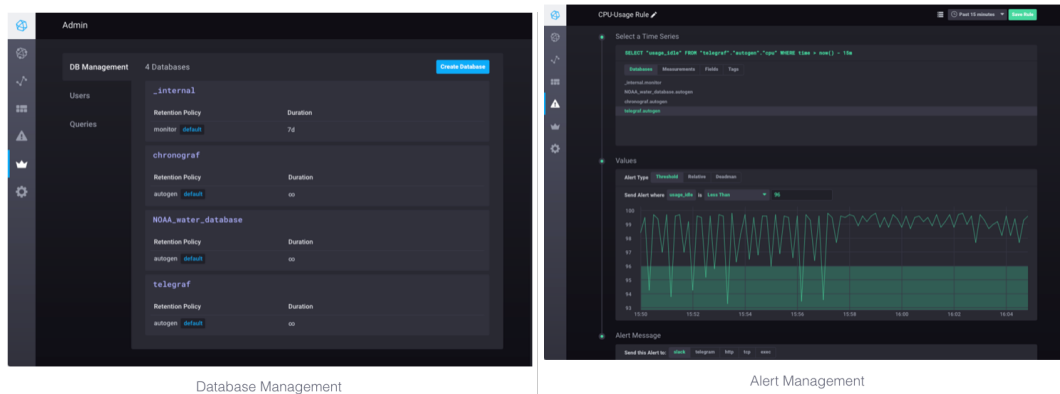 Admin
DB Management
Users
Queries
4 Databases
Create Database
_internal
Retention Policy Duration
monitor default 7d
chronograf
Retention Policy Duration
autogen default ∞
NOAA_water_database
Retention Policy Duration
autogen default ∞
telegraf
Retention Policy Duration
autogen default ∞
Database Management
CPU-Usage Rule
Past 15 minutes
Save Rule
Select a Time Series
SELECT "usage_idle" FROM "telegraf"."autogen"."cpu" WHERE time > now() - 15m
Databases Measurements Fields Tags
_internal.monitor
NOAA_water_database.autogen
chronograf.autogen
telegraf.autogen
Values
Alert Type Threshold Relative Deadman
Send Alert where usage_idle is Less Than 96
100
99
98
97
96
95
94
93
15:50 15:52 15:54 15:56 15:58 16:00 16:02 16:04
Alert Message
Send this Alert to: slack telegram http tcp exec
Alert Management